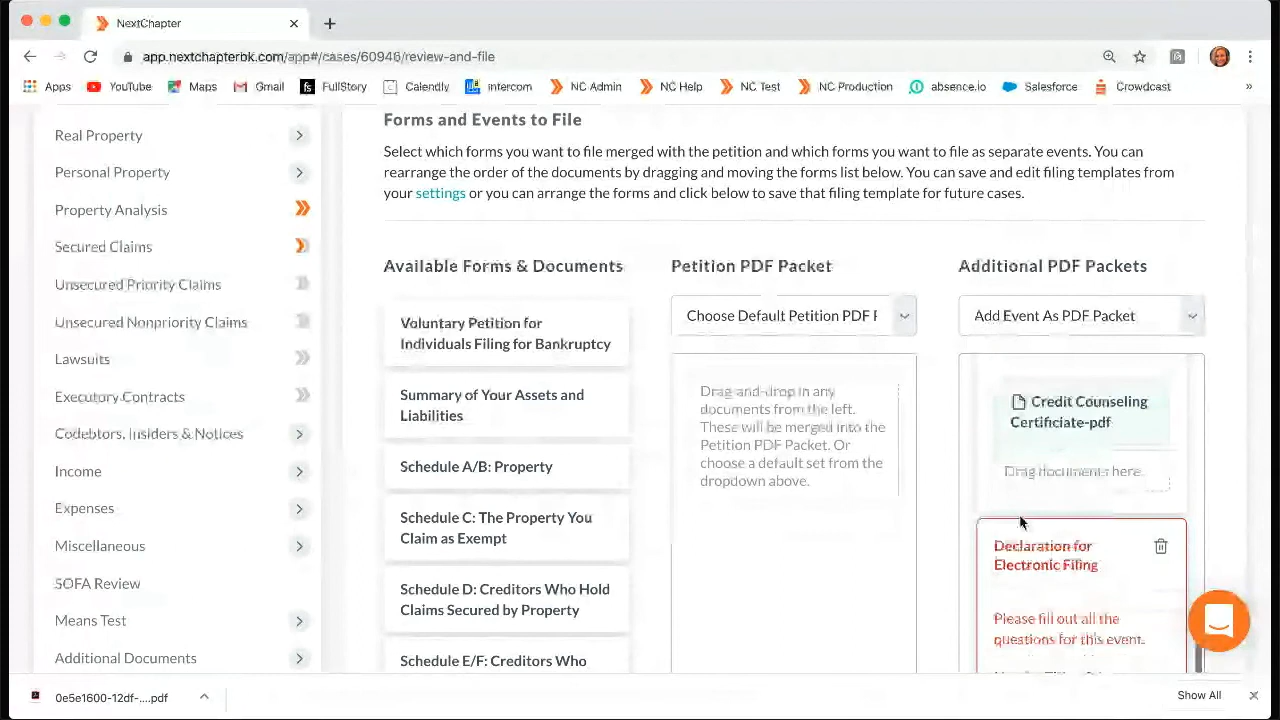 NextChapter
app.nextchapterbk.com/app#/cases/60946/review-and-file
Apps YouTube Maps Gmail FullStory Calendly intercom NC Admin NC Help NC Test NC Production absence.io Salesforce Crowdcast »
Real Property
Personal Property
Property Analysis
Secured Claims
Unsecured Priority Claims
Unsecured Nonpriority Claims
Lawsuits
Executory Contracts
Codebtors, Insiders & Notices
Income
Expenses
Miscellaneous
SOFA Review
Means Test
Additional Documents
Forms and Events to File
Select which forms you want to file merged with the petition and which forms you want to file as separate events. You can
rearrange the order of the documents by dragging and moving the forms list below. You can save and edit filing templates from
your settings or you can arrange the forms and click below to save that filing template for future cases.
Available Forms & Documents
Voluntary Petition for
Individuals Filing for Bankruptcy
Summary of Your Assets and
Liabilities
Schedule A/B: Property
Schedule C: The Property You
Claim as Exempt
Schedule D: Creditors Who Hold
Claims Secured by Property
Schedule E/F: Creditors Who
Petition PDF Packet
Choose Default Petition PDF F
Drag-and-drop in any
documents from the left.
These will be merged into the
Petition PDF Packet. Or
choose a default set from the
dropdown above.
Additional PDF Packets
Add Event As PDF Packet
Credit Counseling
Certificiate-pdf
Drag documents here.
Declaration for
Electronic Filing
Please fill out all the
questions for this event.
0e5e1600-12df-....pdf
Show All